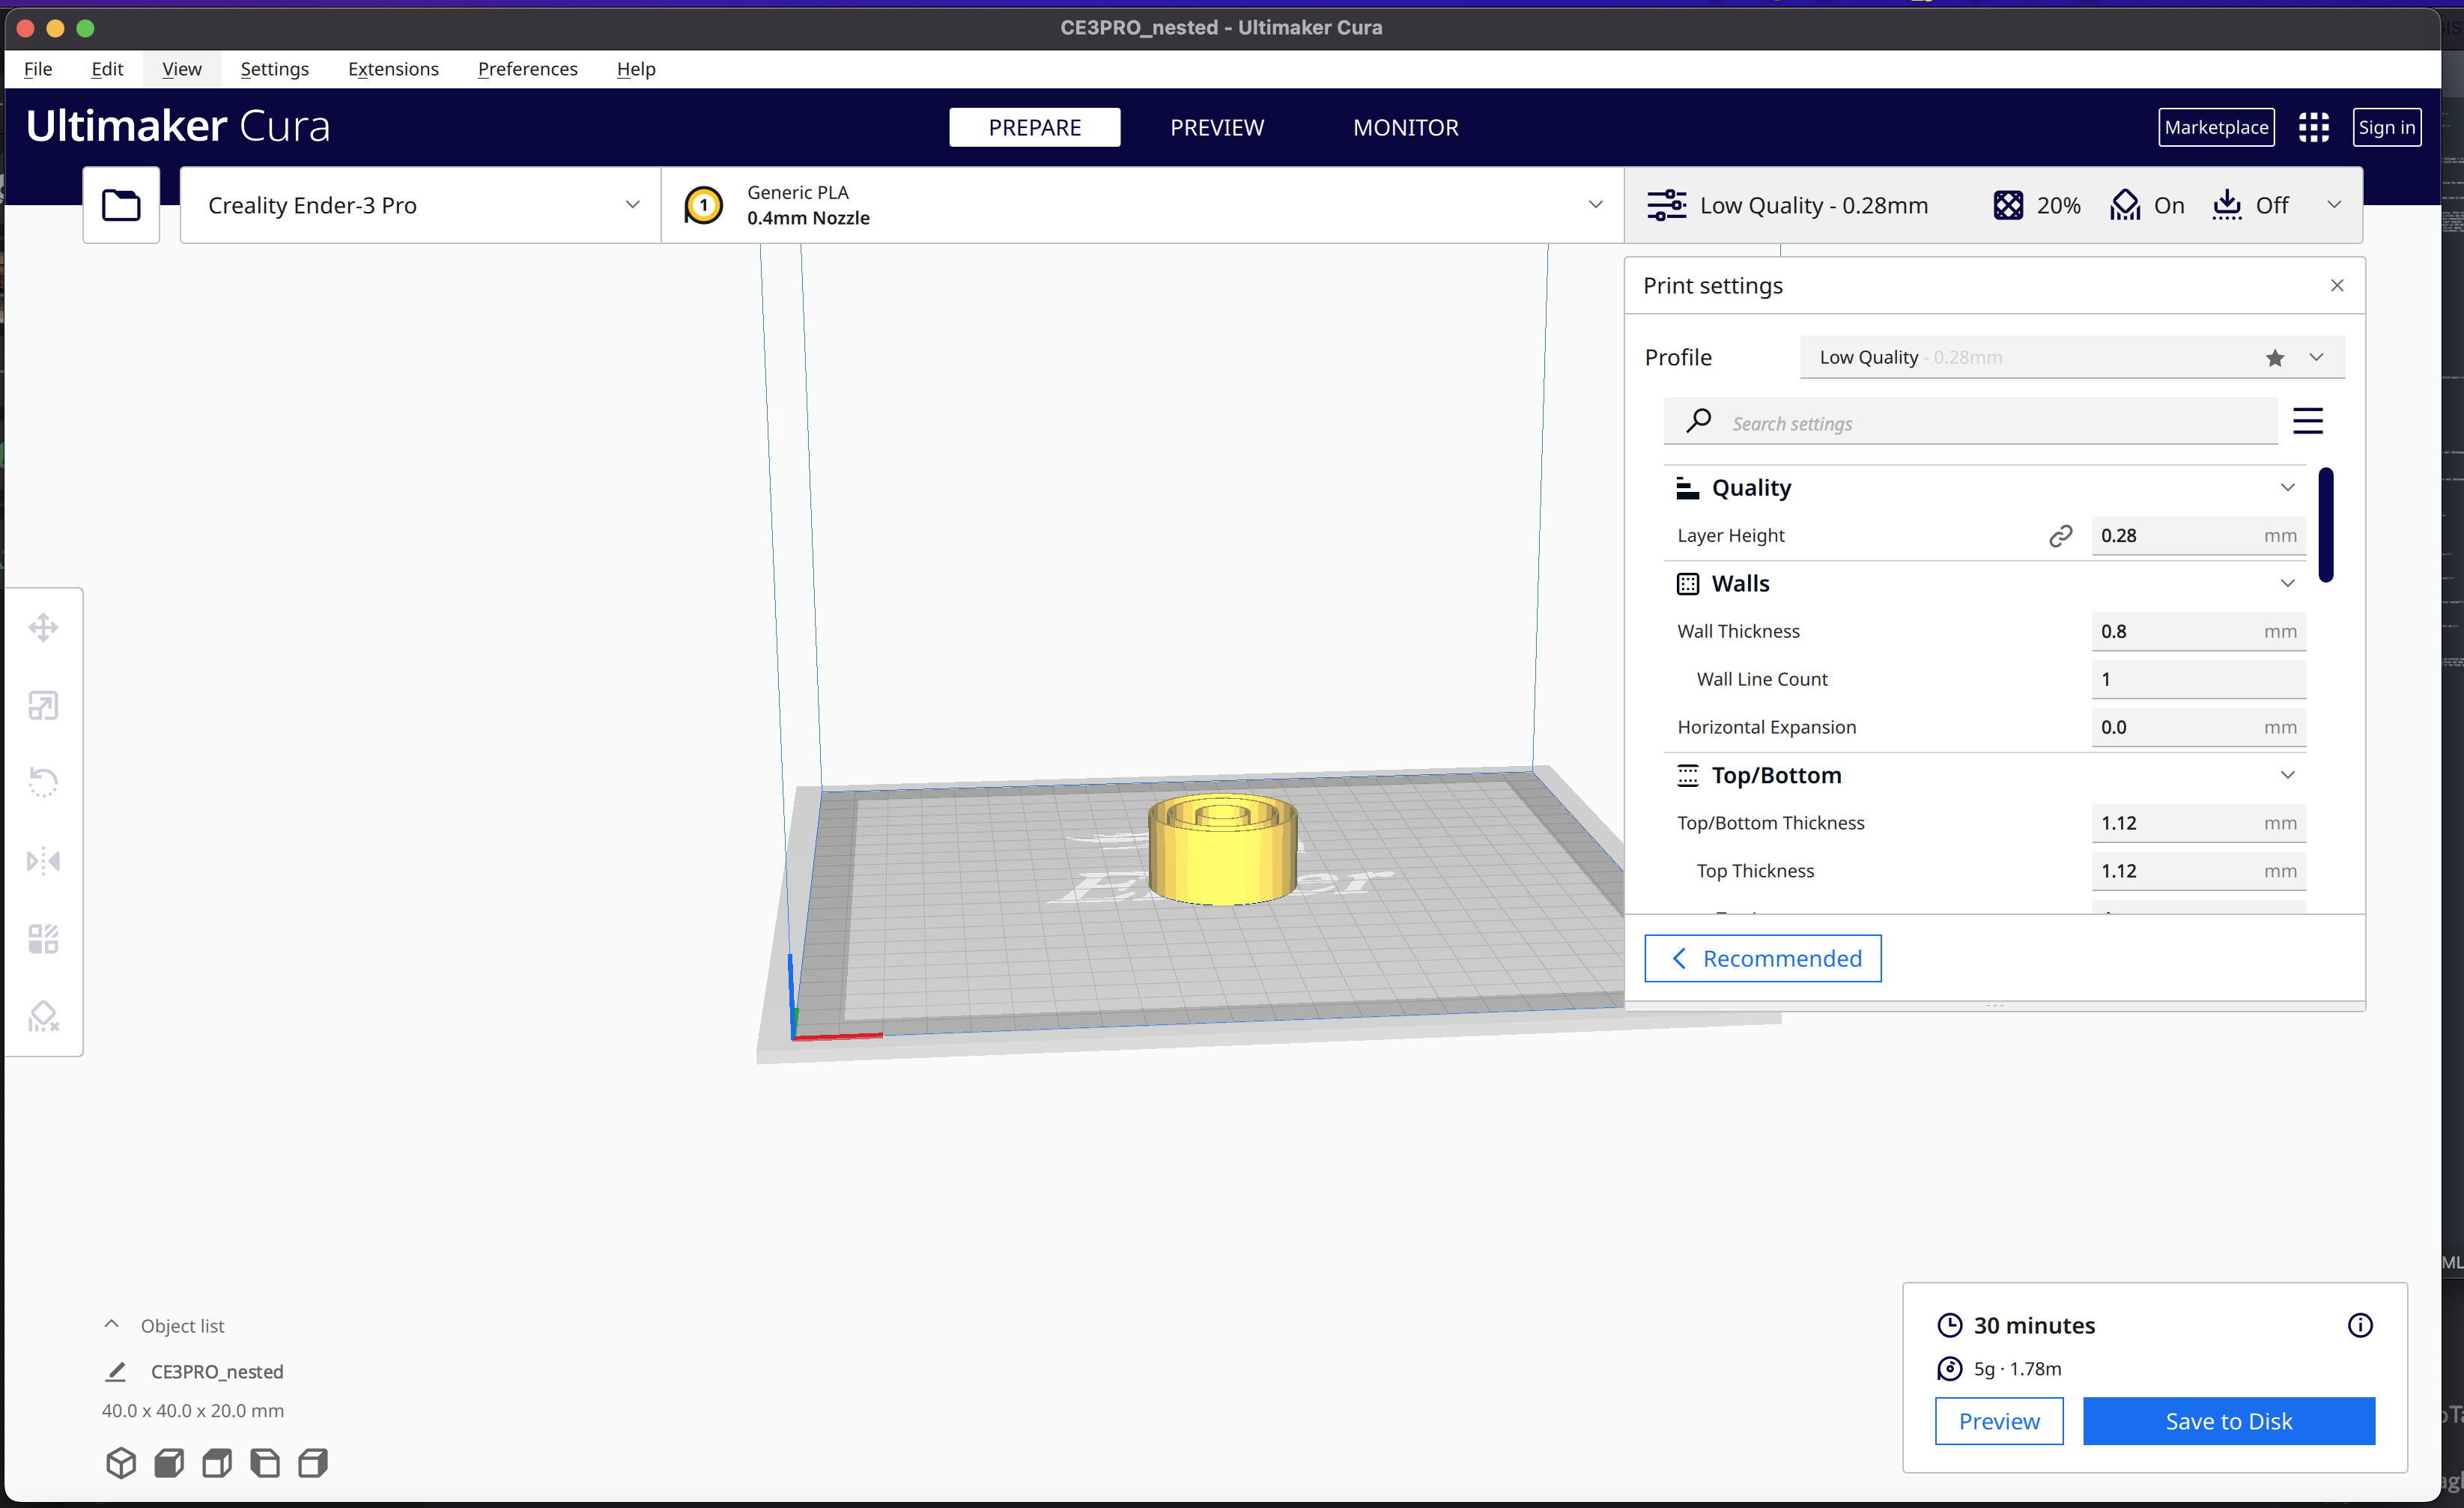 CE3PRO_nested - Ultimaker Cura
File Edit View Settings Extensions Preferences Help
Ultimaker Cura
PREPARE PREVIEW MONITOR
Marketplace
Sign in
Creality Ender-3 Pro
1
Generic PLA
0.4mm Nozzle
Low Quality - 0.28mm
20%
On
Off
Print settings
Profile
Low Quality - 0.28mm
Search settings
Quality
Layer Height 0.28 mm
Walls
Wall Thickness 0.8 mm
Wall Line Count 1
Horizontal Expansion 0.0 mm
Top/Bottom
Top/Bottom Thickness 1.12 mm
Top Thickness 1.12 mm
Recommended
Object list
CE3PRO_nested
40.0 x 40.0 x 20.0 mm
30 minutes
5g · 1.78m
Preview
Save to Disk